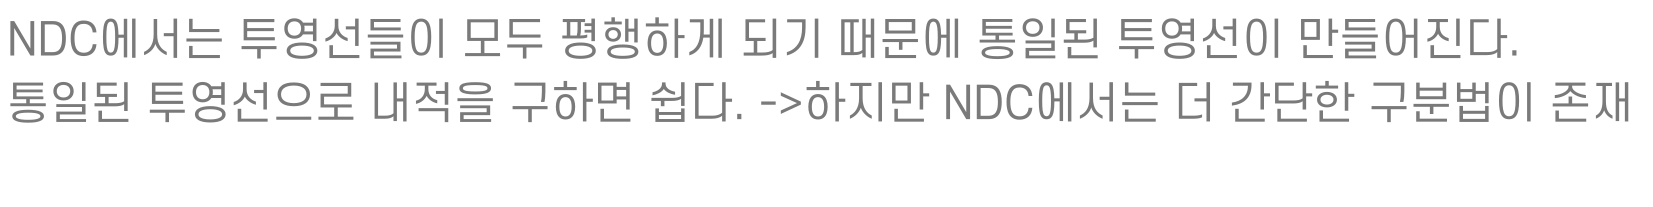 NDC에서는 투영선들이 모두 평행하게 되기 때문에 통일된 투영선이 만들어진다.
통일된 투영선으로 내적을 구하면 쉽다. ->하지만 NDC에서는 더 간단한 구분법이 존재